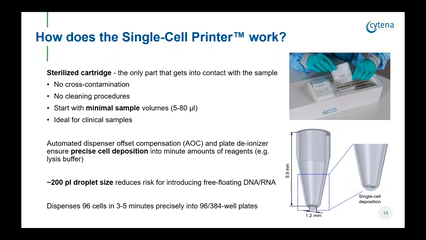 cytena
How does the Single-Cell Printer™ work?
Sterilized cartridge - the only part that gets into contact with the sample
• No cross-contamination
• No cleaning procedures
• Start with minimal sample volumes (5-80 µl)
• Ideal for clinical samples
Automated dispenser offset compensation (AOC) and plate de-ionizer
ensure precise cell deposition into minute amounts of reagents (e.g.
lysis buffer)
~200 pl droplet size reduces risk for introducing free-floating DNA/RNA
Dispenses 96 cells in 3-5 minutes precisely into 96/384-well plates
1.2 mm
Single-cell
deposition
13